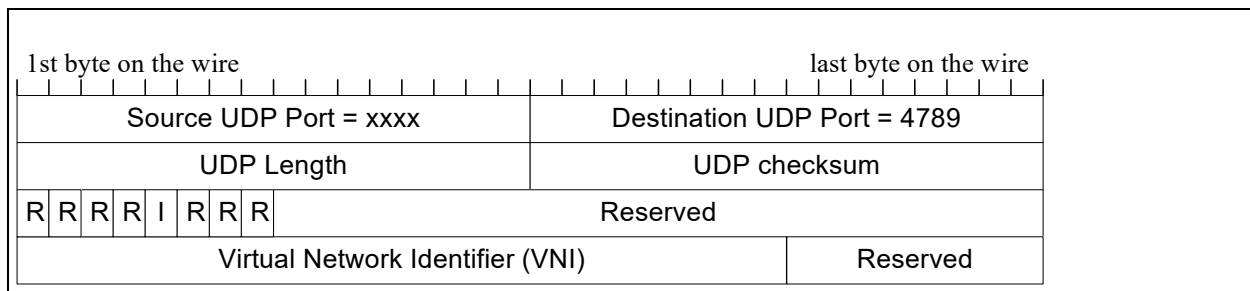 1st byte on the wire last byte on the wire
Source UDP Port = xxxx Destination UDP Port = 4789
UDP Length UDP checksum
R R R R I R R R Reserved
Virtual Network Identifier (VNI) Reserved